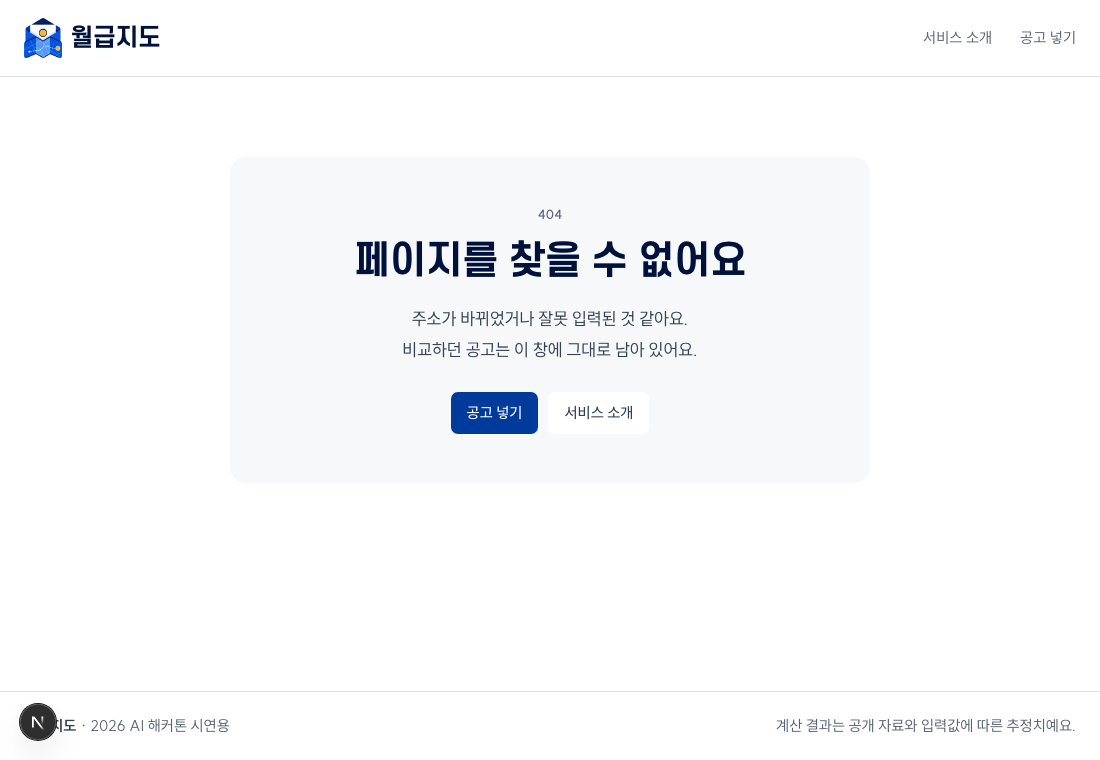 월급지도
서비스 소개
공고 넣기
404
페이지를 찾을 수 없어요
주소가 바뀌었거나 잘못 입력된 것 같아요.
비교하던 공고는 이 창에 그대로 남아 있어요.
공고 넣기
서비스 소개
N
지도 · 2026 AI 해커톤 시연용
계산 결과는 공개 자료와 입력값에 따른 추정치예요.